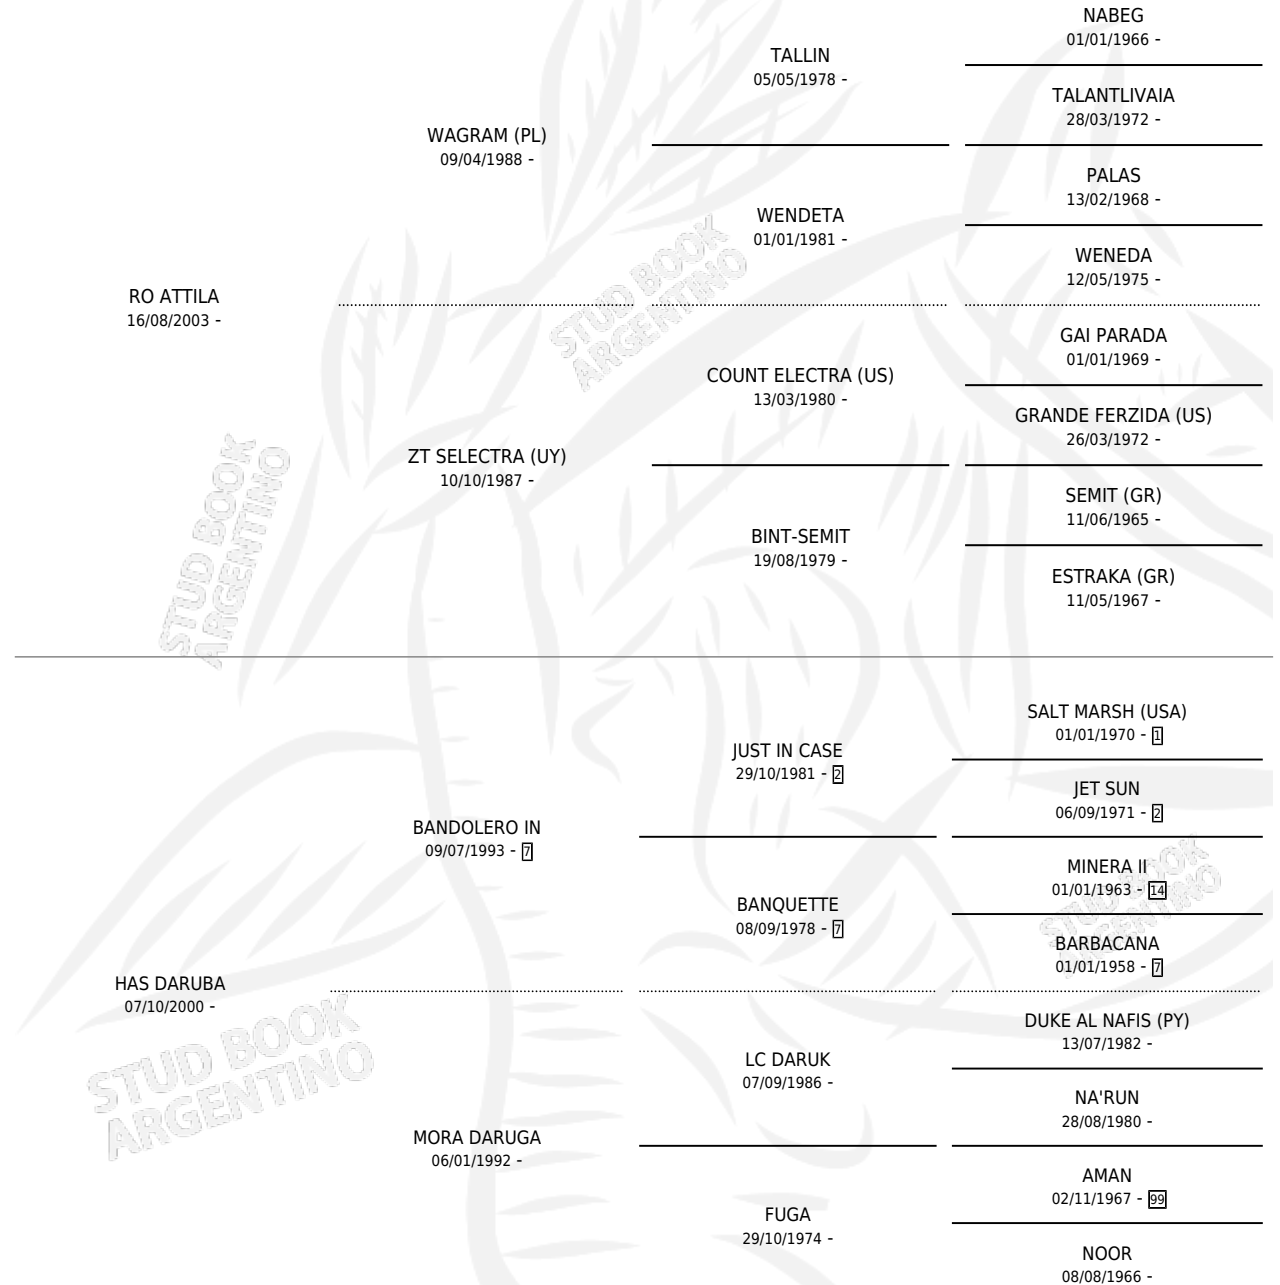 NABEG
01/01/1966 -
TALLIN
05/05/1978 -
TALANTLIVAIA
28/03/1972 -
WAGRAM (PL)
09/04/1988 -
PALAS
13/02/1968 -
WENDETA
01/01/1981 -
WENEDA
12/05/1975 -
RO ATTILA
16/08/2003 -
GAI PARADA
01/01/1969 -
COUNT ELECTRA (US)
13/03/1980 -
GRANDE FERZIDA (US)
26/03/1972 -
ZT SELECTRA (UY)
10/10/1987 -
SEMIT (GR)
11/06/1965 -
BINT-SEMIT
19/08/1979 -
ESTRAKA (GR)
11/05/1967 -
SALT MARSH (USA)
01/01/1970 - 1
JUST IN CASE
29/10/1981 - 2
JET SUN
06/09/1971 - 2
BANDOLERO IN
09/07/1993 - 7
MINERA II
01/01/1963 - 14
BANQUETTE
08/09/1978 - 7
BARBACANA
01/01/1958 - 7
HAS DARUBA
07/10/2000 -
DUKE AL NAFIS (PY)
13/07/1982 -
LC DARUK
07/09/1986 -
NA'RUN
28/08/1980 -
MORA DARUGA
06/01/1992 -
AMAN
02/11/1967 - 99
FUGA
29/10/1974 -
NOOR
08/08/1966 -
STUD BOOK
ARGENTINO
STUD BOOK
ARGENTINO
STUD BOOK
ARGENTINO
STUD BOOK
ARGENTINO